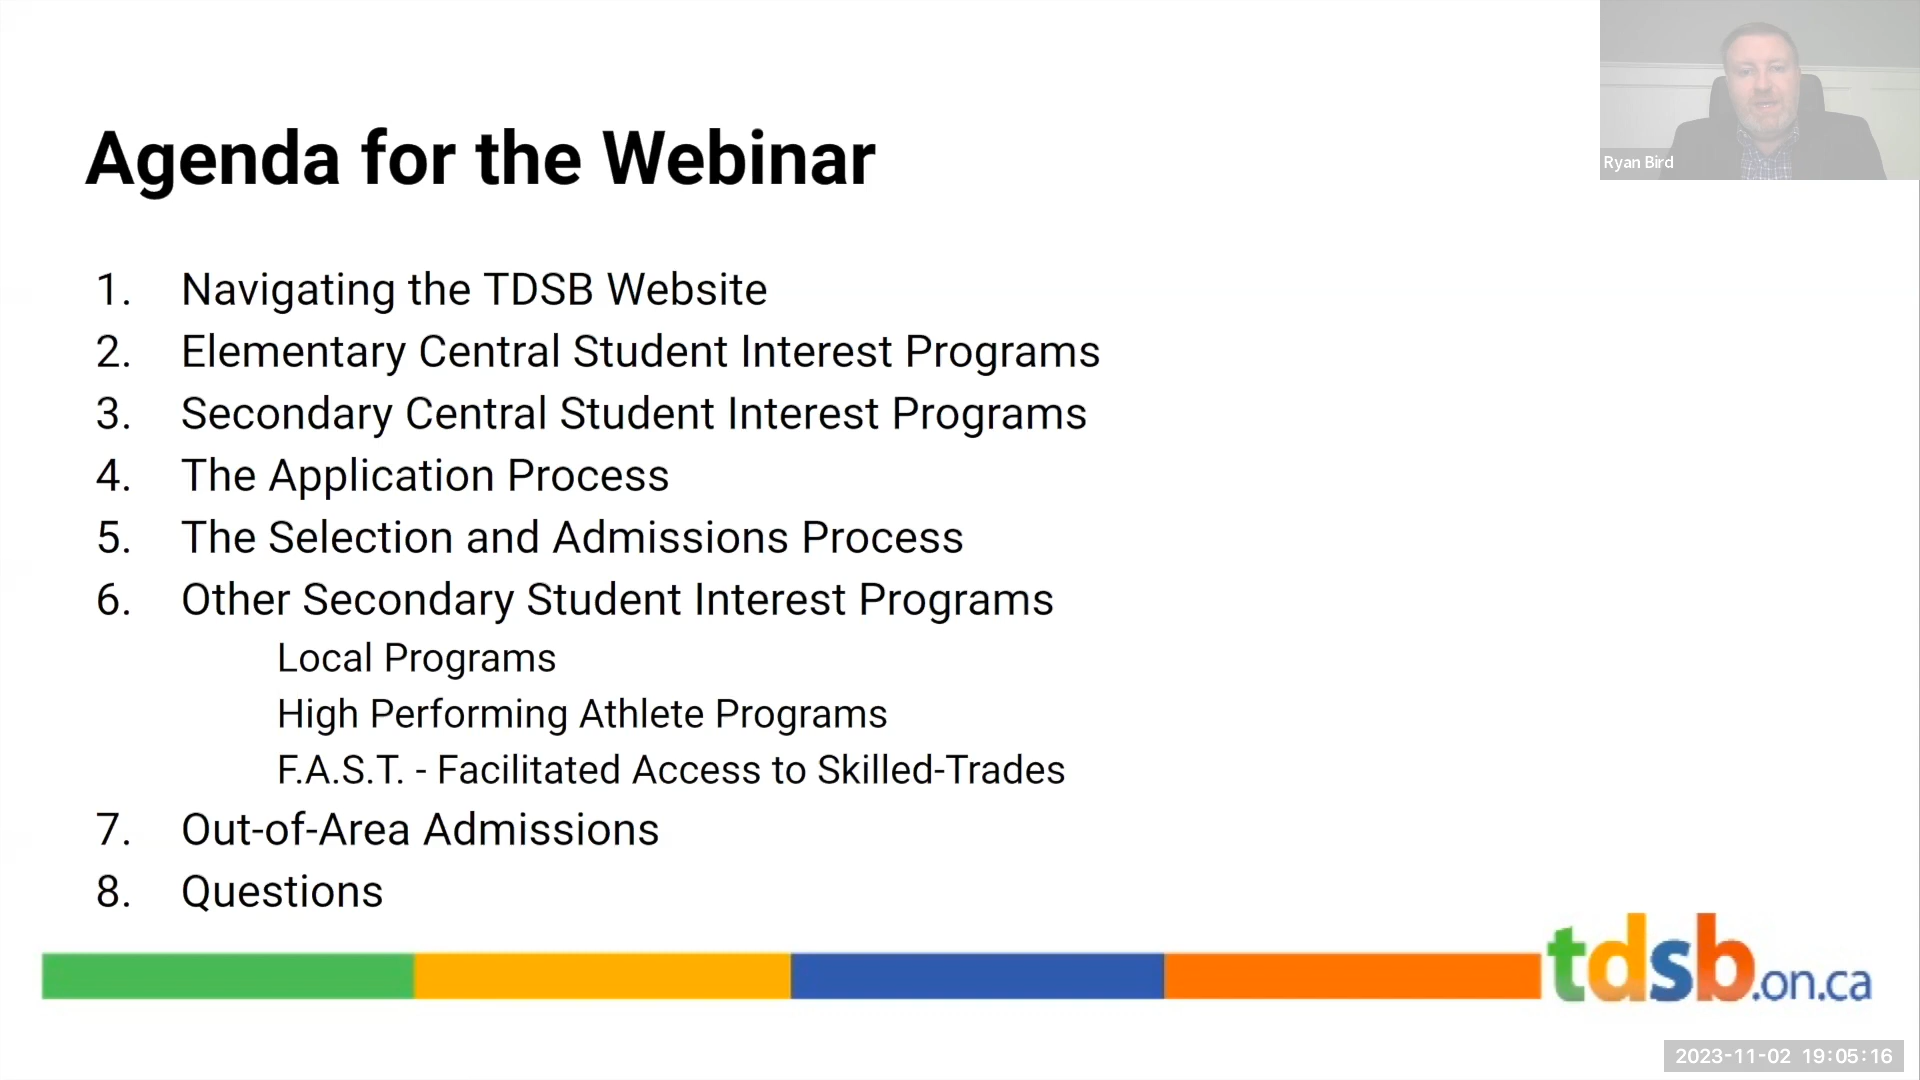 Ryan Bird
Agenda for the Webinar
1. Navigating the TDSB Website
2. Elementary Central Student Interest Programs
3. Secondary Central Student Interest Programs
4. The Application Process
5. The Selection and Admissions Process
6. Other Secondary Student Interest Programs
Local Programs
High Performing Athlete Programs
F.A.S.T. - Facilitated Access to Skilled-Trades
7. Out-of-Area Admissions
8. Questions
tdsb.on.ca
2023-11-02 19:05:16